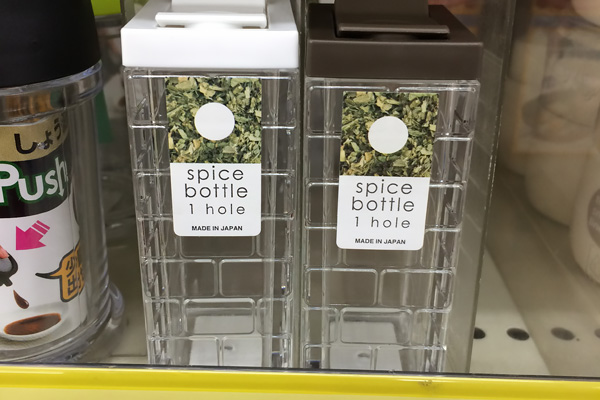 しょう
Push
spice
bottle
1 hole
MADE IN JAPAN
spice
bottle
1 hole
MADE IN JAPAN